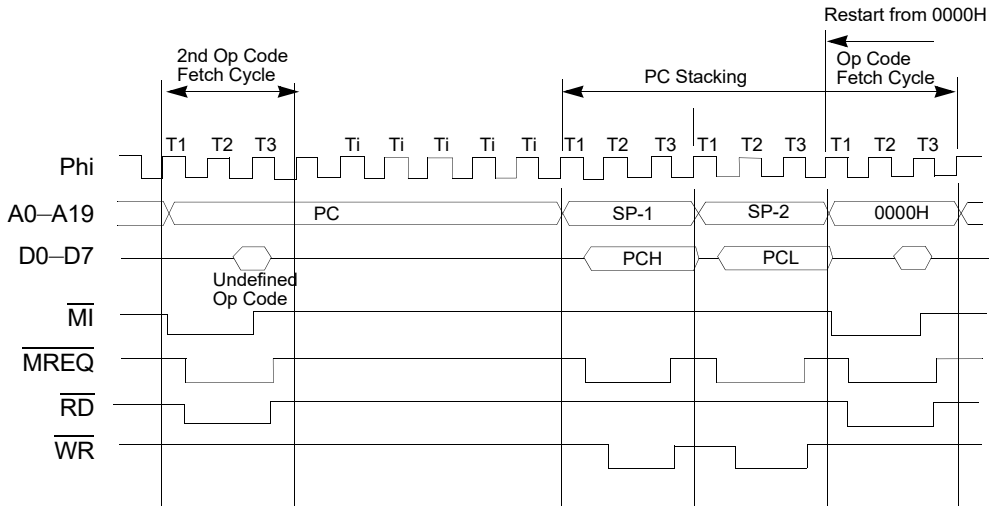 Restart from 0000H
2nd Op Code
Fetch Cycle
PC Stacking
Op Code
Fetch Cycle
T1 T2 T3 Ti Ti Ti Ti Ti T1 T2 T3 T1 T2 T3 T1 T2 T3
Phi
A0–A19 PC SP-1 SP-2 0000H
D0–D7 PCH PCL
Undefined
Op Code
MI
MREQ
RD
WR